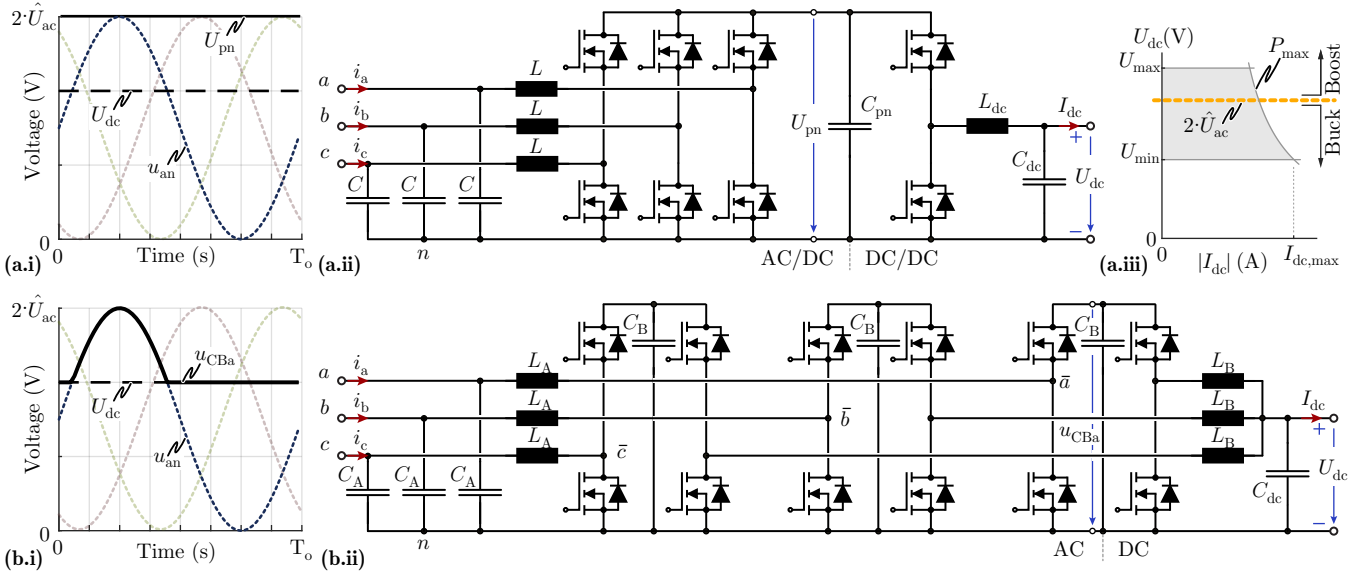 2·Û_ac
U_pn
U_dc
u_an
Voltage (V)
0
Time (s)
T_o
(a.i)
a
i_a
b
i_b
c
i_c
L
L
L
C
C
C
n
U_pn
C_pn
AC/DC
DC/DC
L_dc
I_dc
+
C_dc
U_dc
−
(a.ii)
U_dc(V)
U_max
P_max
2·Û_ac
U_min
Boost
Buck
0
|I_dc| (A)
I_dc,max
(a.iii)
2·Û_ac
u_CBa
U_dc
u_an
Voltage (V)
0
Time (s)
T_o
(b.i)
a
i_a
b
i_b
c
i_c
L_A
L_A
L_A
C_A
C_A
C_A
n
c̄
C_B
b̄
C_B
ā
C_B
u_CBa
AC
DC
L_B
L_B
L_B
I_dc
+
C_dc
U_dc
−
(b.ii)